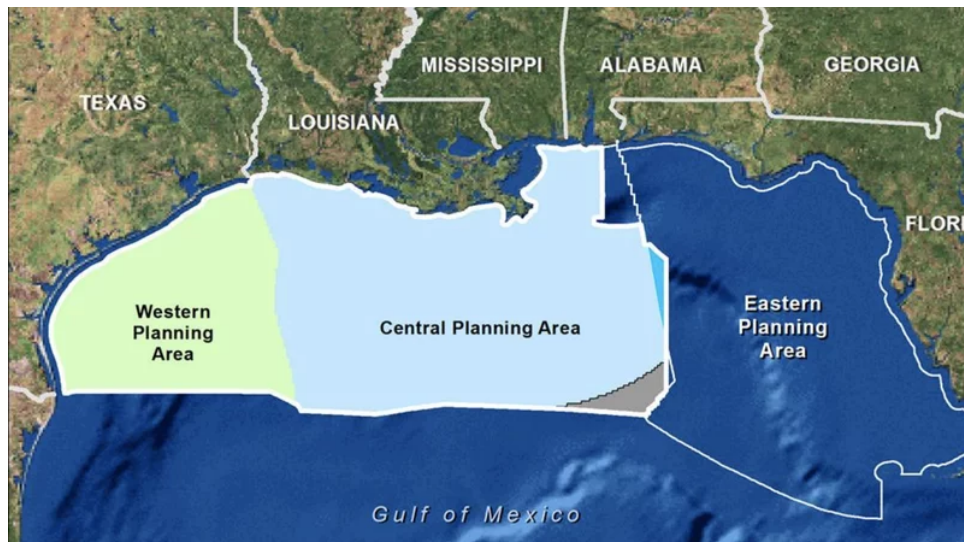 MISSISSIPPI
ALABAMA
GEORGIA
TEXAS
LOUISIANA
FLORI
Western
Planning
Area
Central Planning Area
Eastern
Planning
Area
Gulf of Mexico